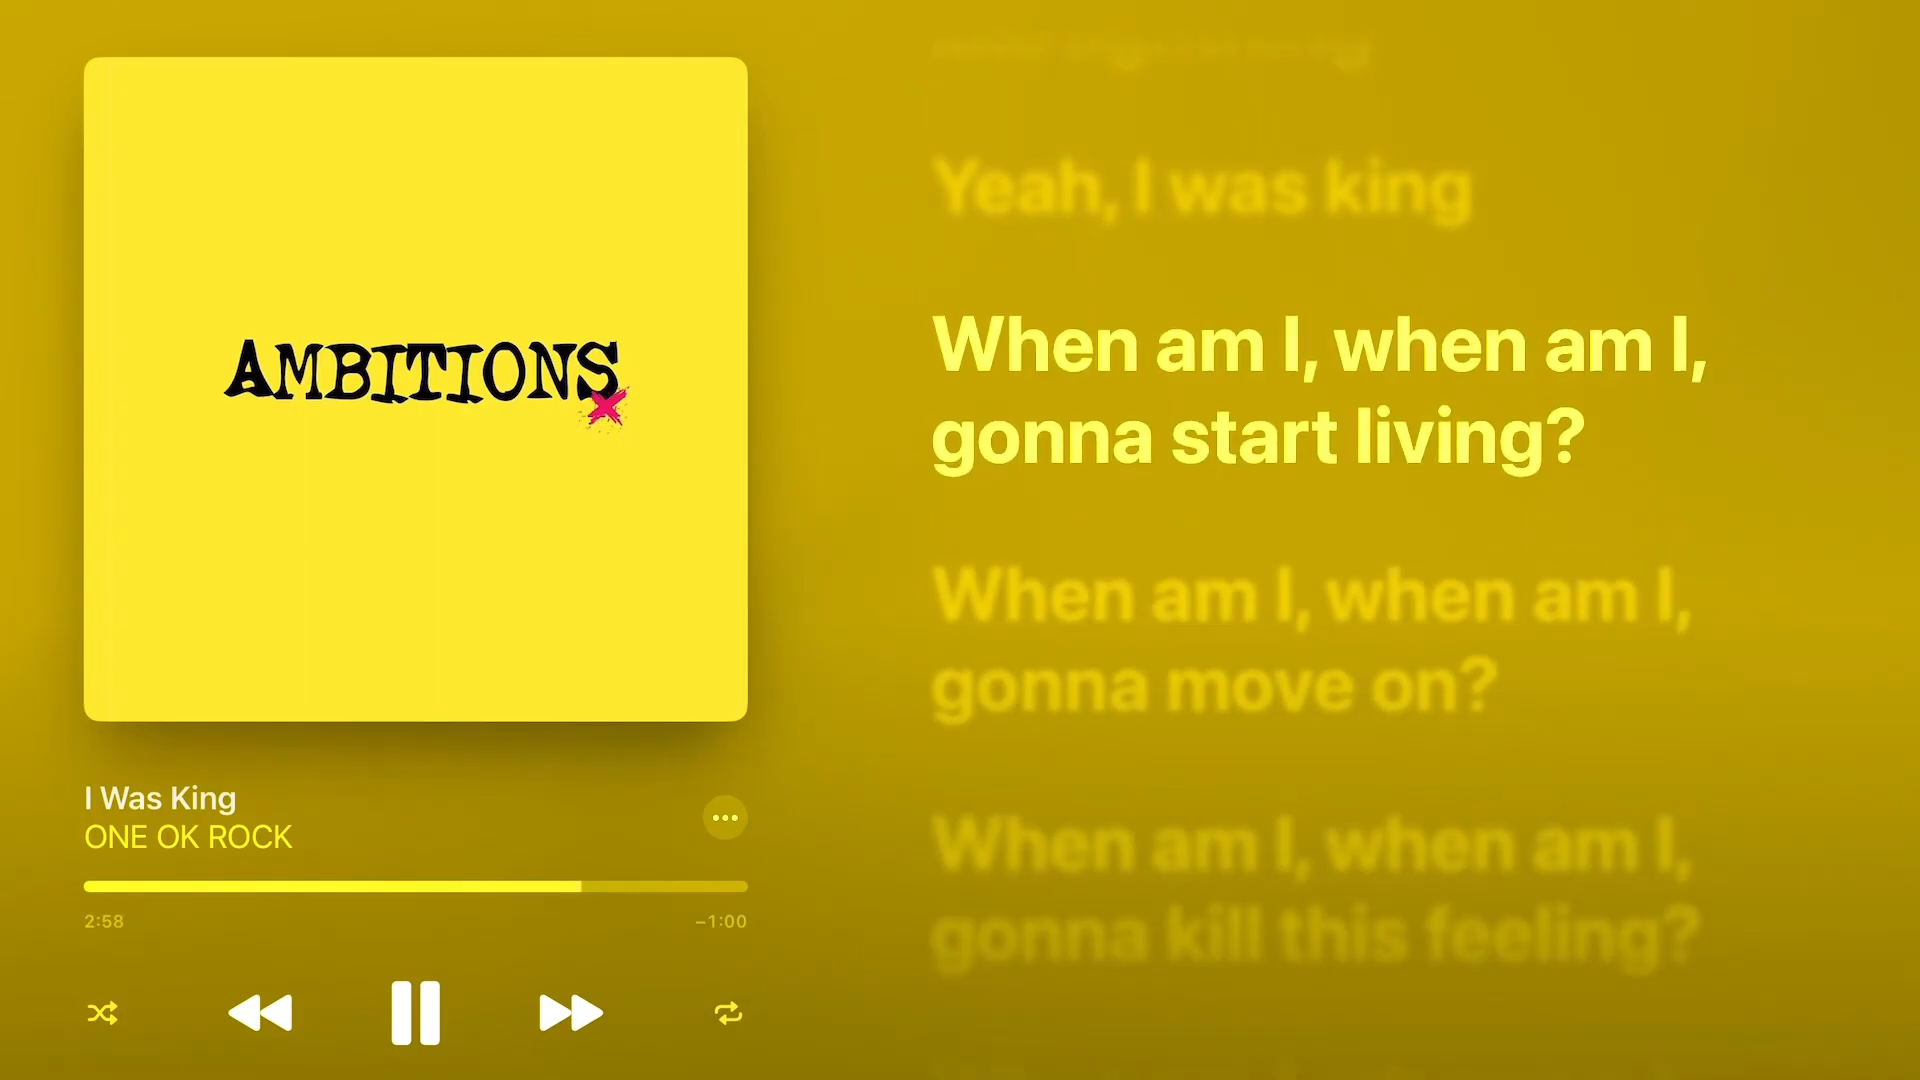 AMBITIONS
I Was King
ONE OK ROCK
2:58
−1:00
Yeah, I was king
When am I, when am I,
gonna start living?
When am I, when am I,
gonna move on?
When am I, when am I,
gonna kill this feeling?